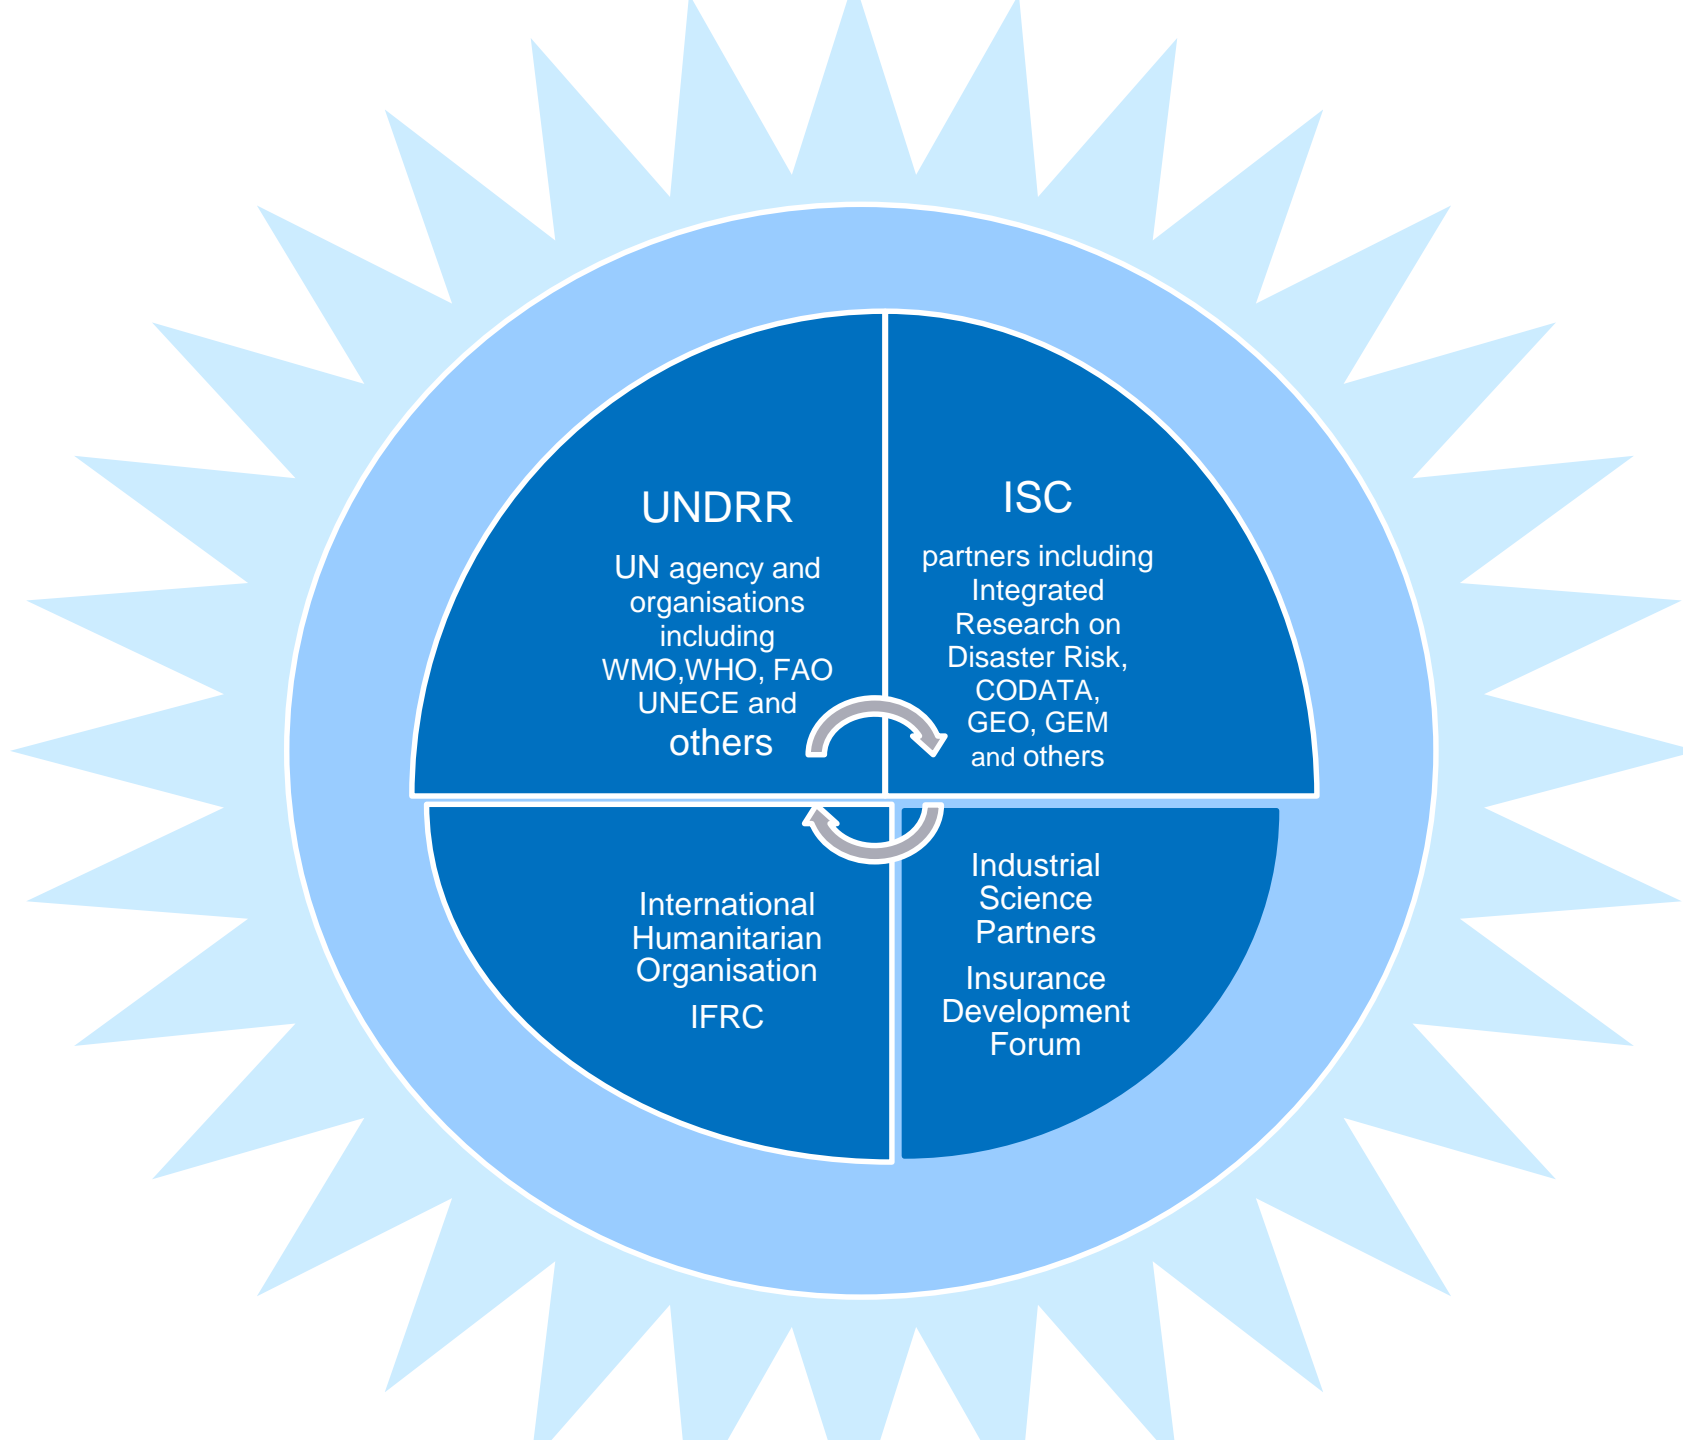 UNDRR
UN agency and
organisations
including
WMO,WHO, FAO
UNECE and
others
ISC
partners including
Integrated
Research on
Disaster Risk,
CODATA,
GEO, GEM
and others
International
Humanitarian
Organisation
IFRC
Industrial
Science
Partners
Insurance
Development
Forum